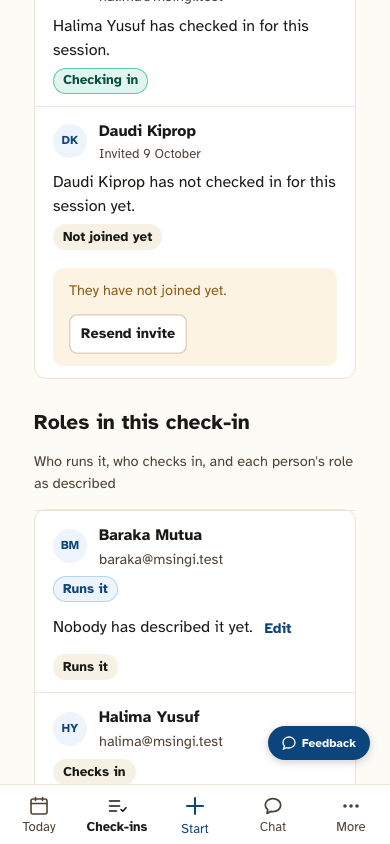 Halima Yusuf has checked in for this
session.
Checking in
DK
Daudi Kiprop
Invited 9 October
Daudi Kiprop has not checked in for this
session yet.
Not joined yet
They have not joined yet.
Resend invite
Roles in this check-in
Who runs it, who checks in, and each person's role
as described
BM
Baraka Mutua
baraka@msingi.test
Runs it
Nobody has described it yet. Edit
Runs it
HY
Halima Yusuf
halima@msingi.test
Checks in
Feedback
Today
Check-ins
Start
Chat
More